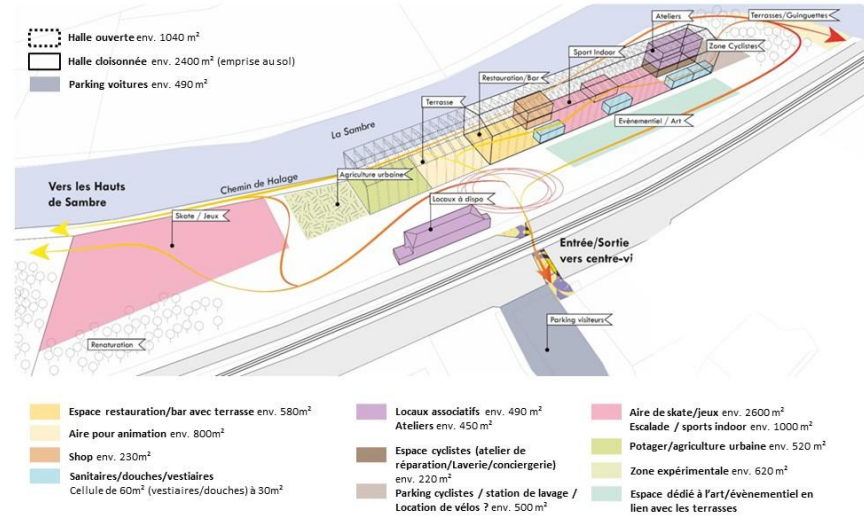 Halle ouverte env. 1040 m²
Halle cloisonnée env. 2400 m² (emprise au sol)
Parking voitures env. 490 m²
Ateliers
Terrasses/Guinguettes
Sport Indoor
Zone Cyclistes
Restauration/Bar
Terrasse
La Sambre
Evénementiel / Art
Agriculture urbaine
Chemin de Halage
Vers les Hauts
de Sambre
Skate / Jeux
Locaux à dispo
Entrée/Sortie
vers centre-vi
Parking visiteurs
Renaturation
Espace restauration/bar avec terrasse env. 580m²
Aire pour animation env. 800m²
Shop env. 230m²
Sanitaires/douches/vestiaires
Cellule de 60m² (vestiaires/douches) à 30m²
Locaux associatifs env. 490 m²
Ateliers env. 450 m²
Espace cyclistes (atelier de
réparation/Laverie/conciergerie)
env. 220 m²
Parking cyclistes / station de lavage /
Location de vélos ? env. 500 m²
Aire de skate/jeux env. 2600 m²
Escalade / sports indoor env. 1000 m²
Potager/agriculture urbaine env. 520 m²
Zone expérimentale env. 620 m²
Espace dédié à l'art/évènementiel en
lien avec les terrasses